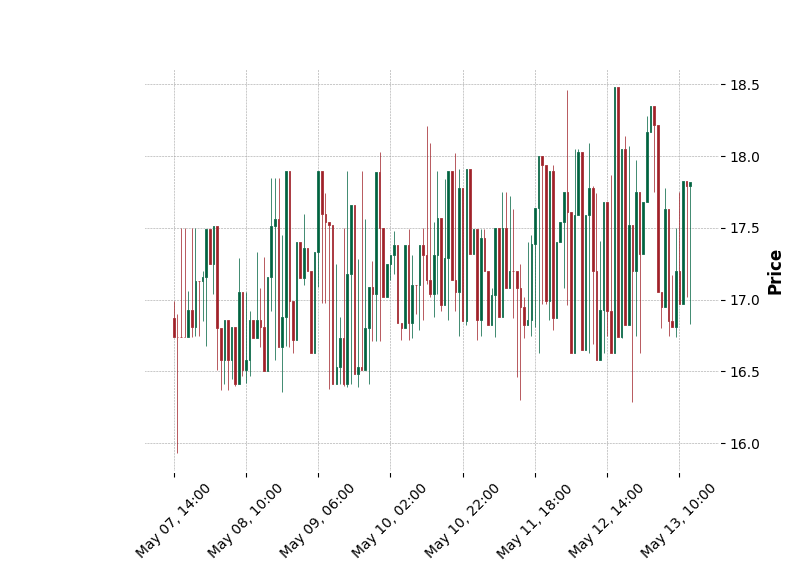 18.5
18.0
17.5
17.0
16.5
16.0
Price
May 07, 14:00
May 08, 10:00
May 09, 06:00
May 10, 02:00
May 10, 22:00
May 11, 18:00
May 12, 14:00
May 13, 10:00